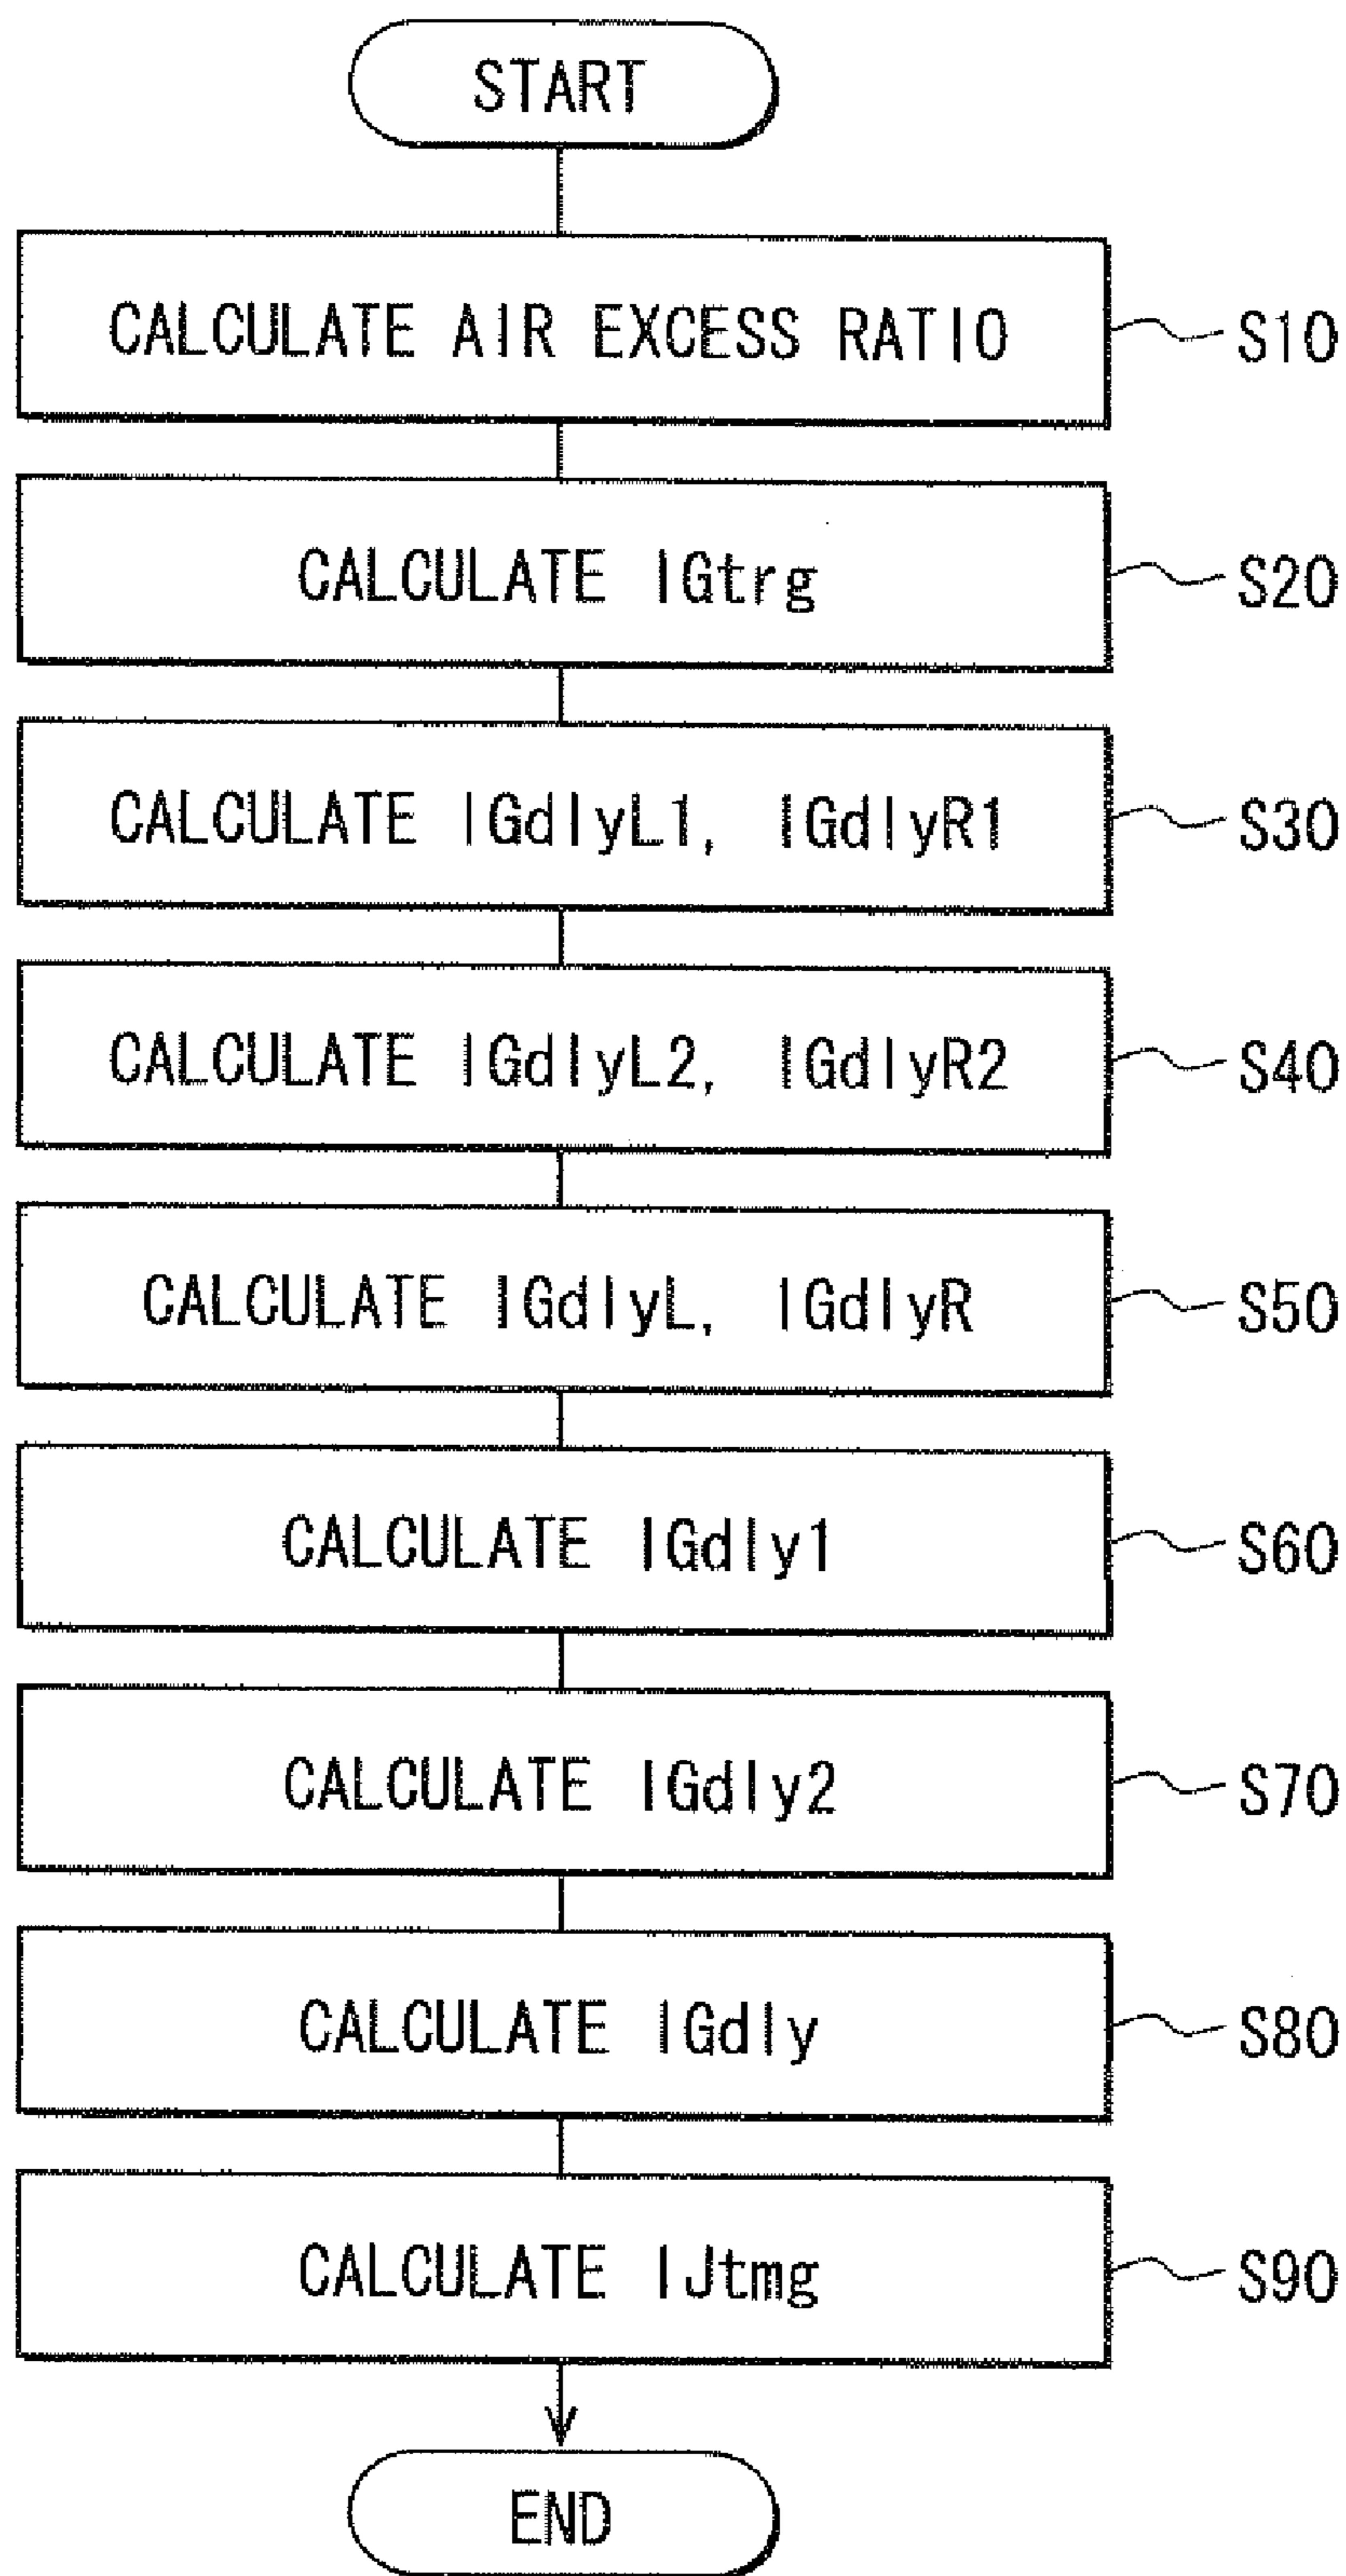 START
CALCULATE AIR EXCESS RATIO S10
CALCULATE IGtrg S20
CALCULATE IGdlyL1, IGdlyR1 S30
CALCULATE IGdlyL2, IGdlyR2 S40
CALCULATE IGdlyL, IGdlyR S50
CALCULATE IGdly1 S60
CALCULATE IGdly2 S70
CALCULATE IGdly S80
CALCULATE IJtmg S90
END